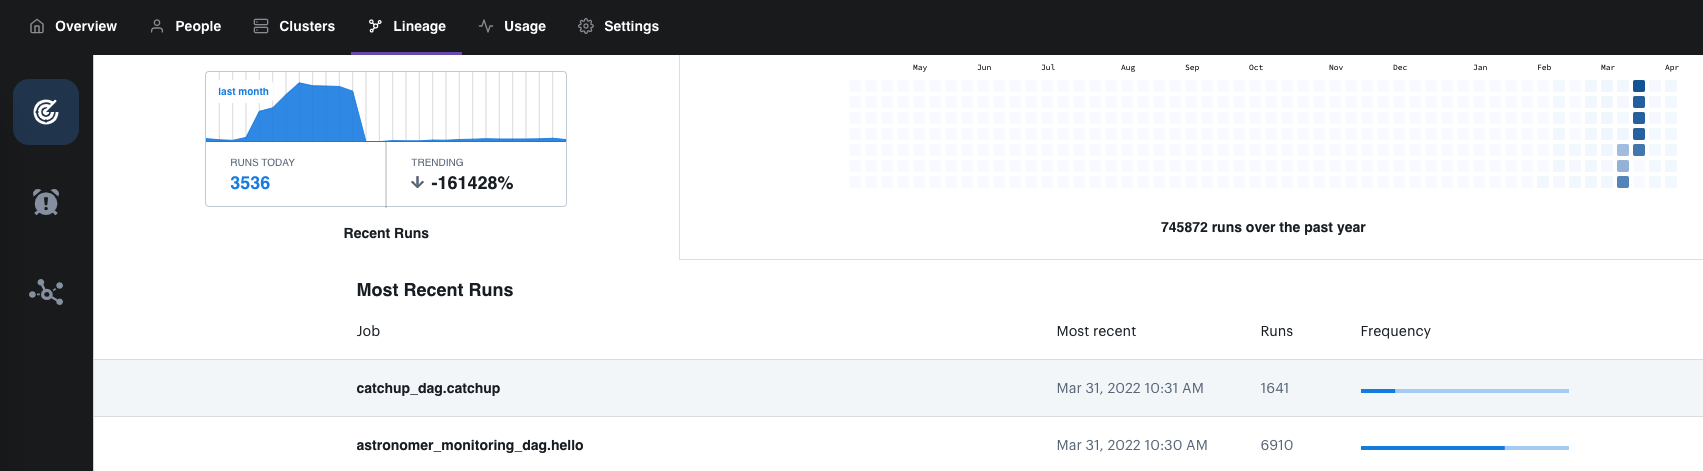 Overview People Clusters Lineage Usage Settings
last month
RUNS TODAY
3536
TRENDING
-161428%
Recent Runs
May Jun Jul Aug Sep Oct Nov Dec Jan Feb Mar Apr
745872 runs over the past year
Most Recent Runs
Job Most recent Runs Frequency
catchup_dag.catchup Mar 31, 2022 10:31 AM 1641
astronomer_monitoring_dag.hello Mar 31, 2022 10:30 AM 6910